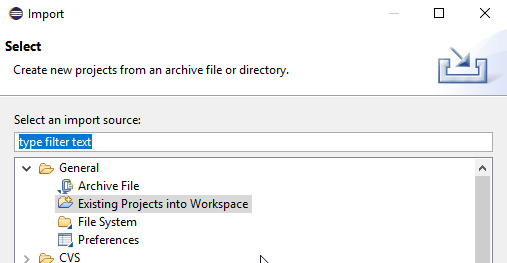 Import
Select
Create new projects from an archive file or directory.
Select an import source:
type filter text
General
Archive File
Existing Projects into Workspace
File System
Preferences
CVS